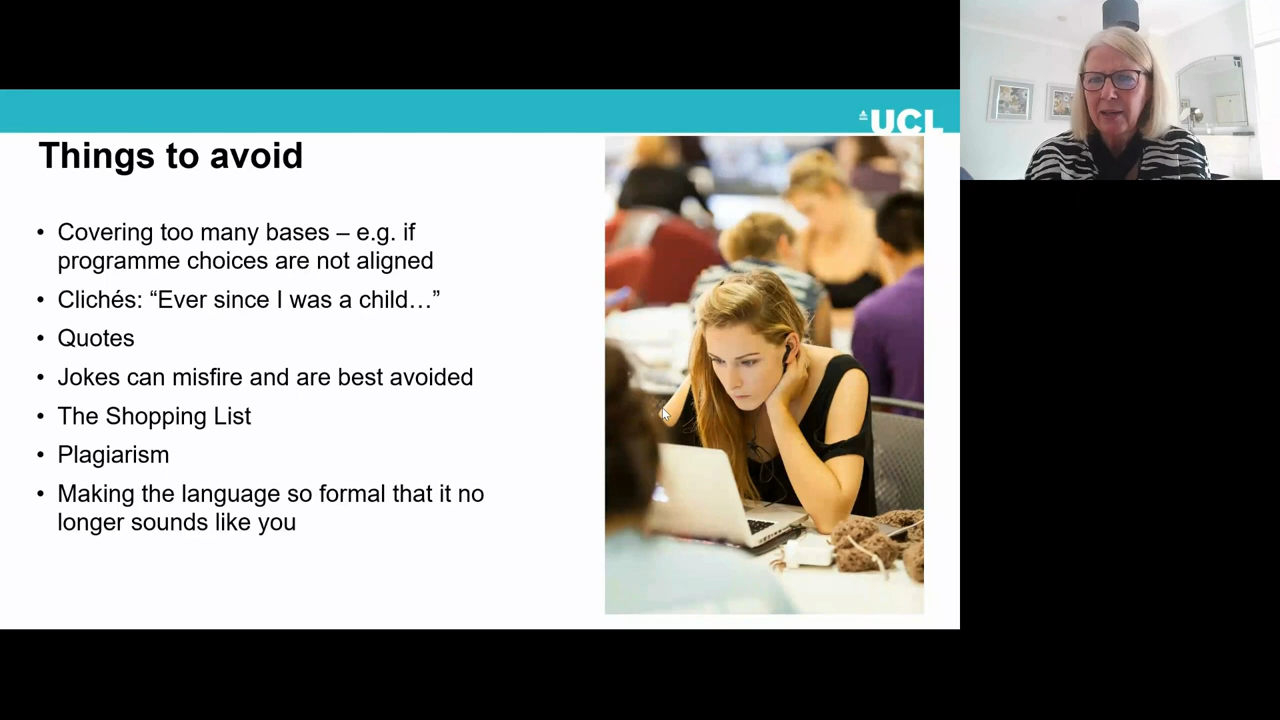 UCL
Things to avoid
• Covering too many bases – e.g. if
programme choices are not aligned
• Clichés: “Ever since I was a child…”
• Quotes
• Jokes can misfire and are best avoided
• The Shopping List
• Plagiarism
• Making the language so formal that it no
longer sounds like you